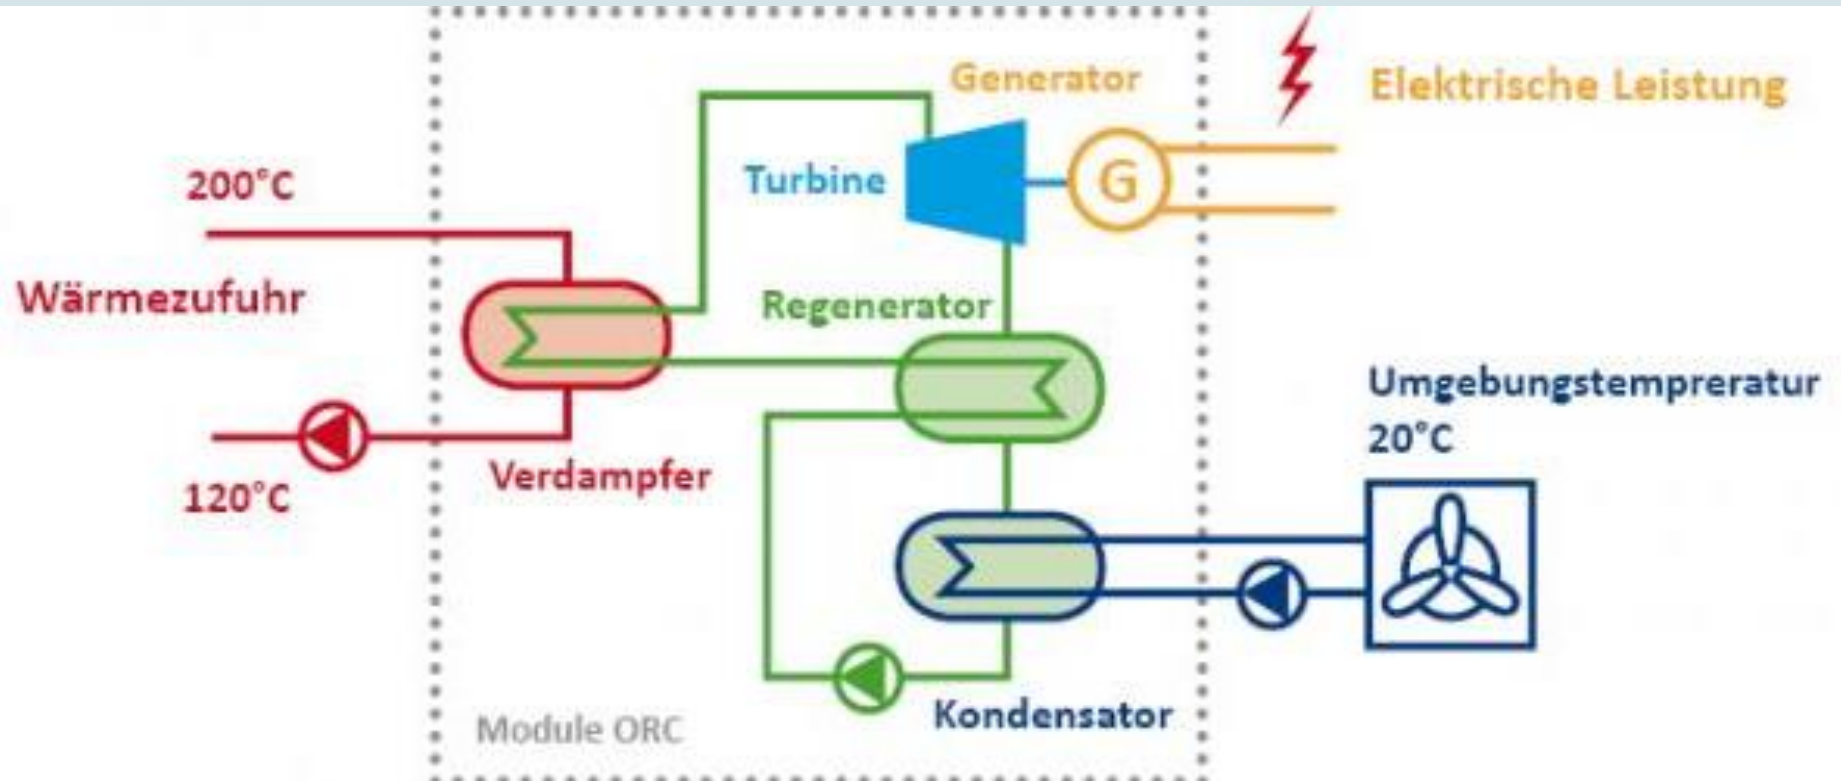 Generator
Elektrische Leistung
200°C
Turbine
G
Wärmezufuhr
Regenerator
Umgebungstempreratur
20°C
Verdampfer
120°C
Kondensator
Module ORC